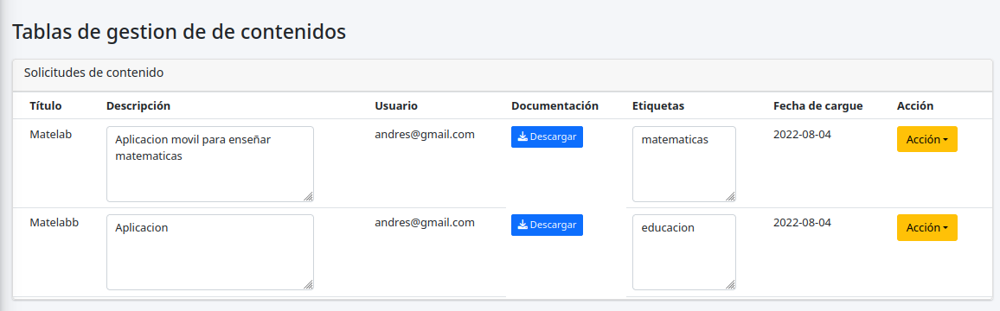 Tablas de gestion de de contenidos
Solicitudes de contenido
Título Descripción Usuario Documentación Etiquetas Fecha de cargue Acción
Matelab Aplicacion movil para enseñar andres@gmail.com Descargar matematicas 2022-08-04 Acción
matematicas
Matelabb Aplicacion andres@gmail.com Descargar educacion 2022-08-04 Acción